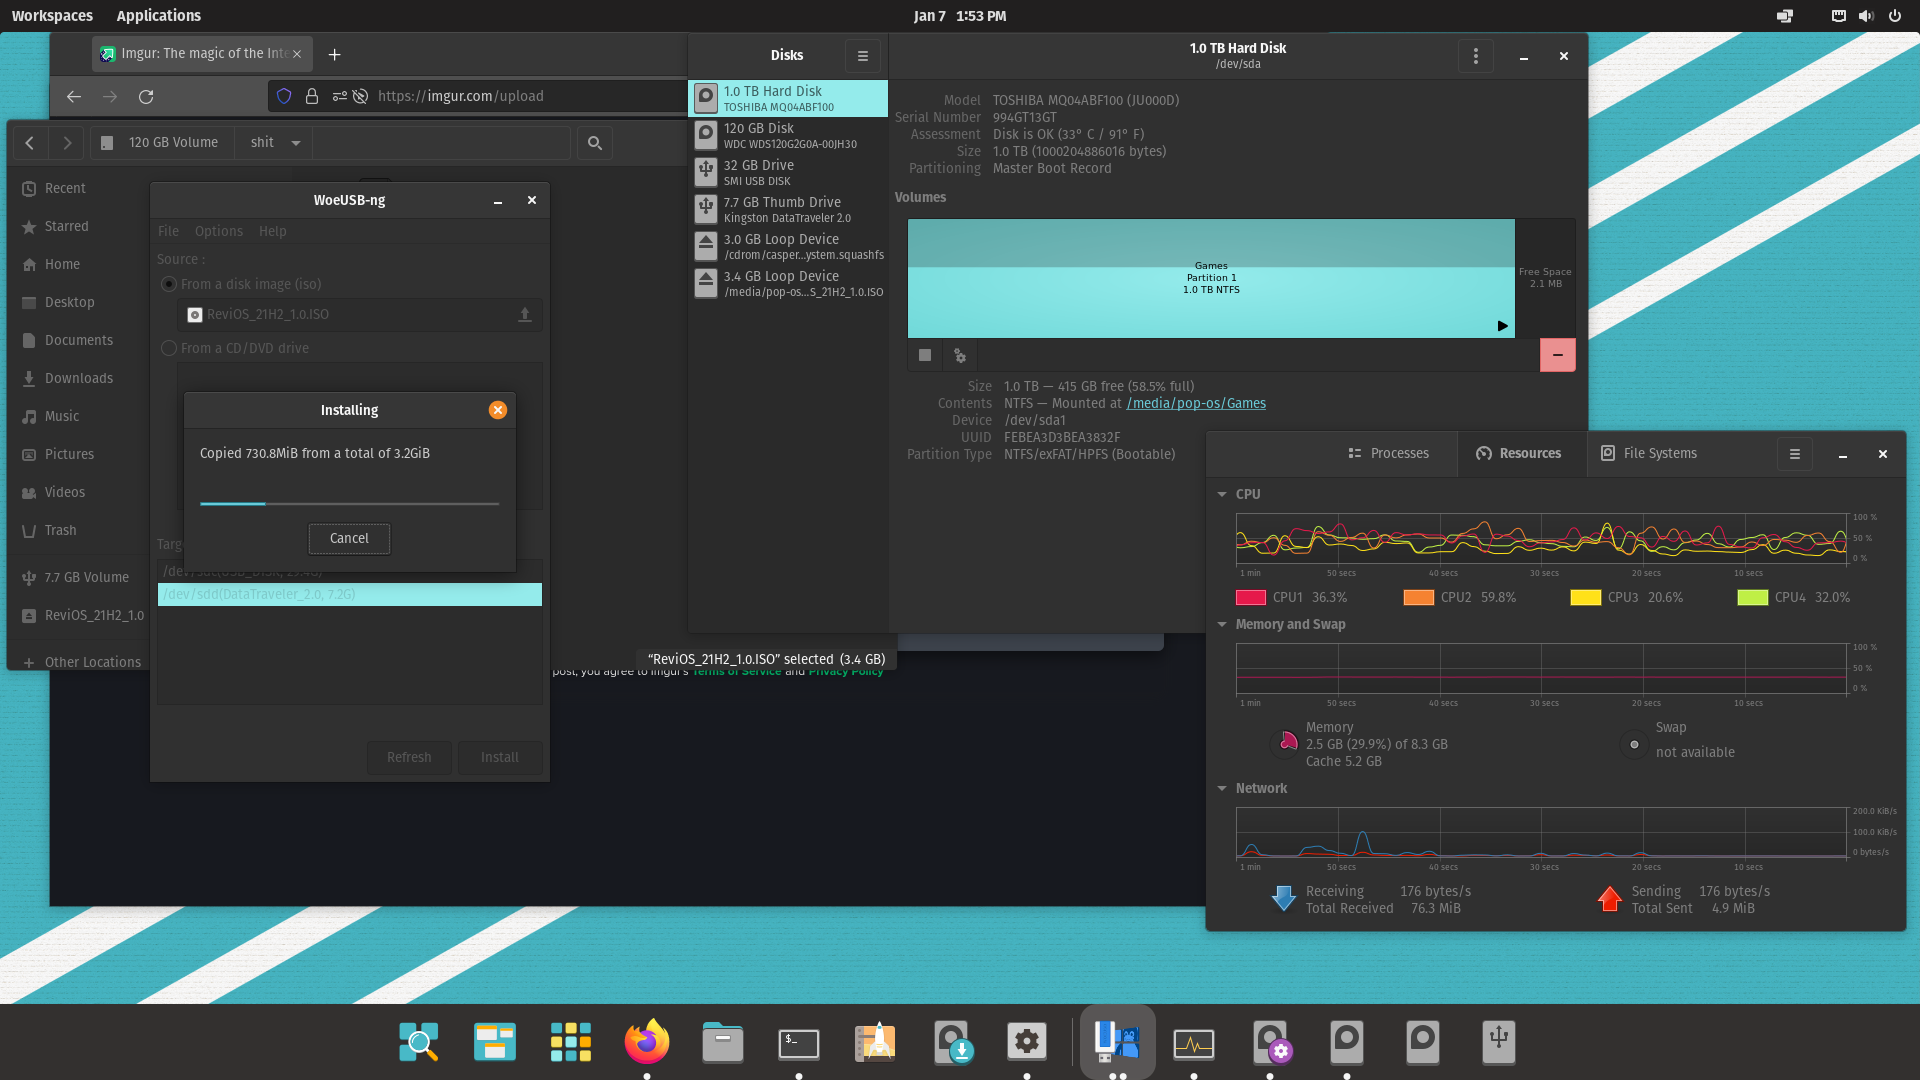 Workspaces Applications
Jan 7 1:53 PM
Imgur: The magic of the Inte
https://imgur.com/upload
120 GB Volume
shit
Recent
Starred
Home
Desktop
Documents
Downloads
Music
Pictures
Videos
Trash
7.7 GB Volume
ReviOS_21H2_1.0
Other Locations
WoeUSB-ng
File Options Help
Source :
From a disk image (iso)
ReviOS_21H2_1.0.ISO
From a CD/DVD drive
Installing
Copied 730.8MiB from a total of 3.2GiB
Cancel
/dev/sdd(DataTraveler_2.0, 7.2G)
Refresh Install
"ReviOS_21H2_1.0.ISO" selected (3.4 GB)
post, you agree to Imgur's Terms of Service and Privacy Policy
Disks
1.0 TB Hard Disk
TOSHIBA MQ04ABF100
120 GB Disk
WDC WDS120G2G0A-00JH30
32 GB Drive
SMI USB DISK
7.7 GB Thumb Drive
Kingston DataTraveler 2.0
3.0 GB Loop Device
/cdrom/casper...ystem.squashfs
3.4 GB Loop Device
/media/pop-os...S_21H2_1.0.ISO
1.0 TB Hard Disk
/dev/sda
Model TOSHIBA MQ04ABF100 (JU000D)
Serial Number 994GT13GT
Assessment Disk is OK (33° C / 91° F)
Size 1.0 TB (1000204886016 bytes)
Partitioning Master Boot Record
Volumes
Games
Partition 1
1.0 TB NTFS
Free Space
2.1 MB
Size 1.0 TB — 415 GB free (58.5% full)
Contents NTFS — Mounted at /media/pop-os/Games
Device /dev/sda1
UUID FEBEA3D3BEA3832F
Partition Type NTFS/exFAT/HPFS (Bootable)
Processes Resources File Systems
CPU
100 %
50 %
0 %
1 min 50 secs 40 secs 30 secs 20 secs 10 secs
CPU1 36.3% CPU2 59.8% CPU3 20.6% CPU4 32.0%
Memory and Swap
100 %
50 %
0 %
1 min 50 secs 40 secs 30 secs 20 secs 10 secs
Memory
2.5 GB (29.9%) of 8.3 GB
Cache 5.2 GB
Swap
not available
Network
200.0 KiB/s
100.0 KiB/s
0 bytes/s
1 min 50 secs 40 secs 30 secs 20 secs 10 secs
Receiving 176 bytes/s
Total Received 76.3 MiB
Sending 176 bytes/s
Total Sent 4.9 MiB